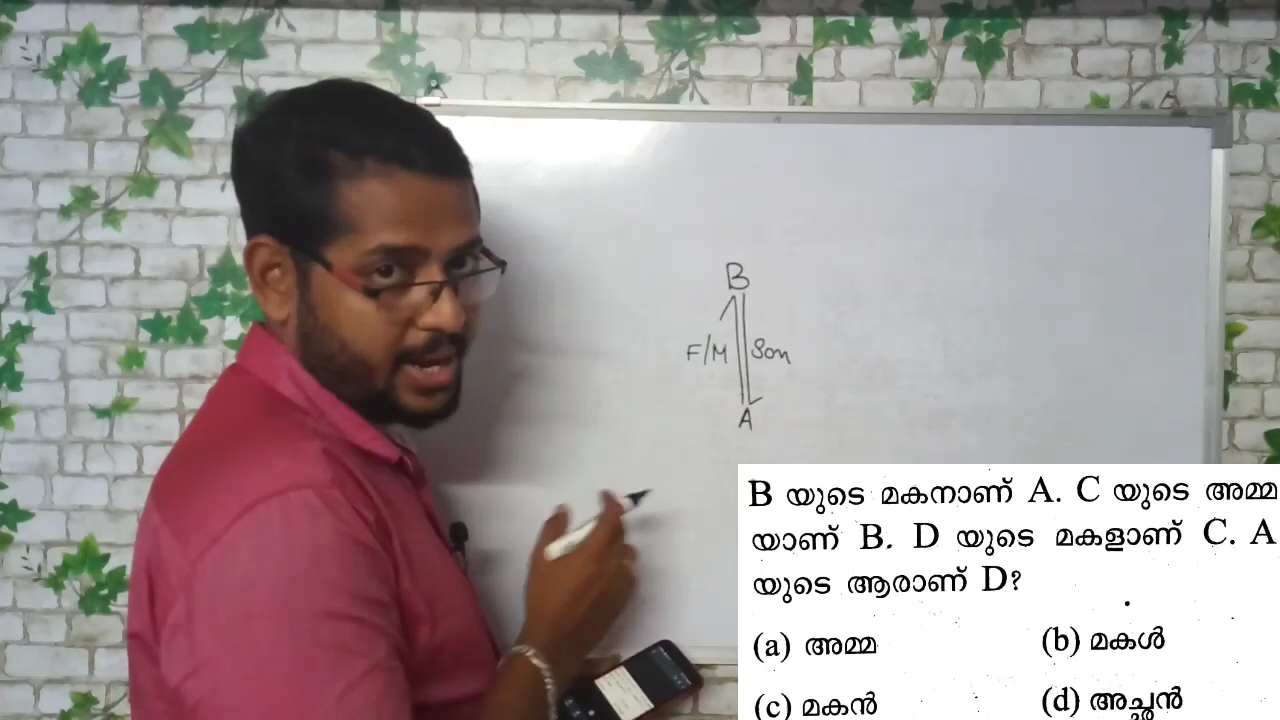 B
F/M Son
A
B യുടെ മകനാണ് A. C യുടെ അമ്മ
യാണ് B. D യുടെ മകളാണ് C. A
യുടെ ആരാണ് D?
(a) അമ്മ (b) മകൾ
(c) മകൻ (d) അച്ഛൻ